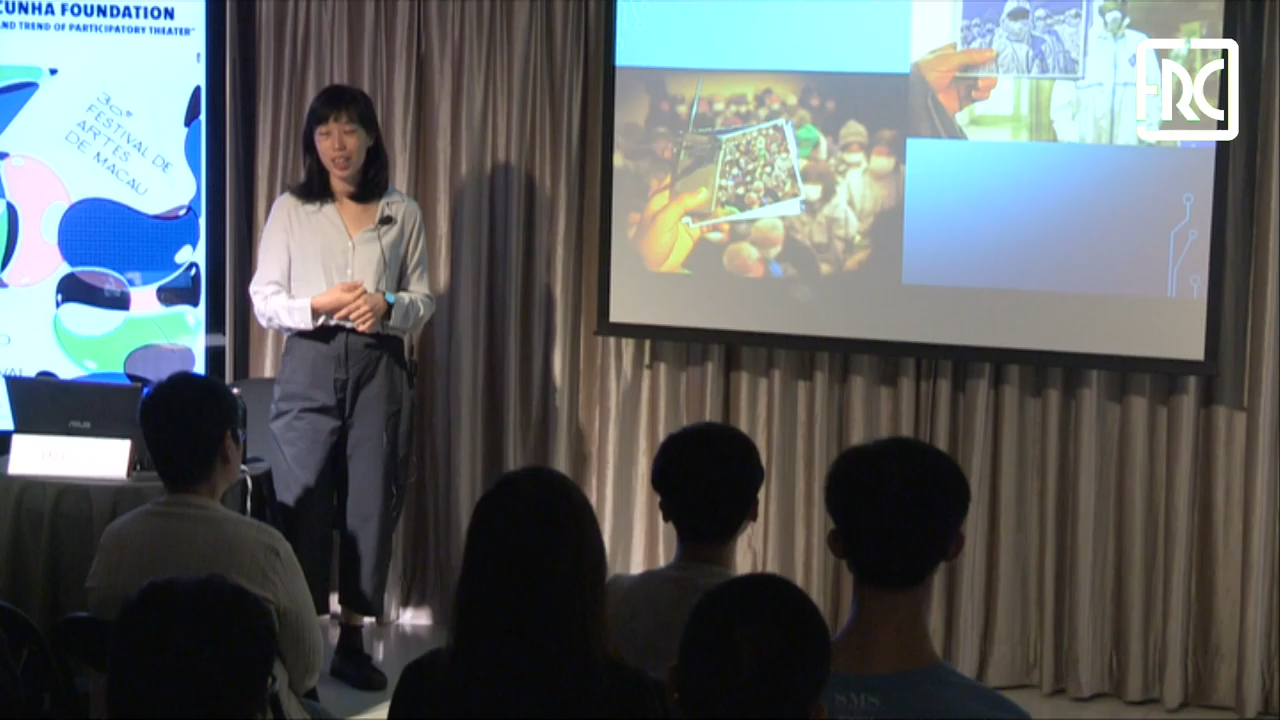 CUNHA FOUNDATION
AND TREND OF PARTICIPATORY THEATER"
30º
FESTIVAL DE
ARTES
DE MACAU
FRC
ASUS
SMS